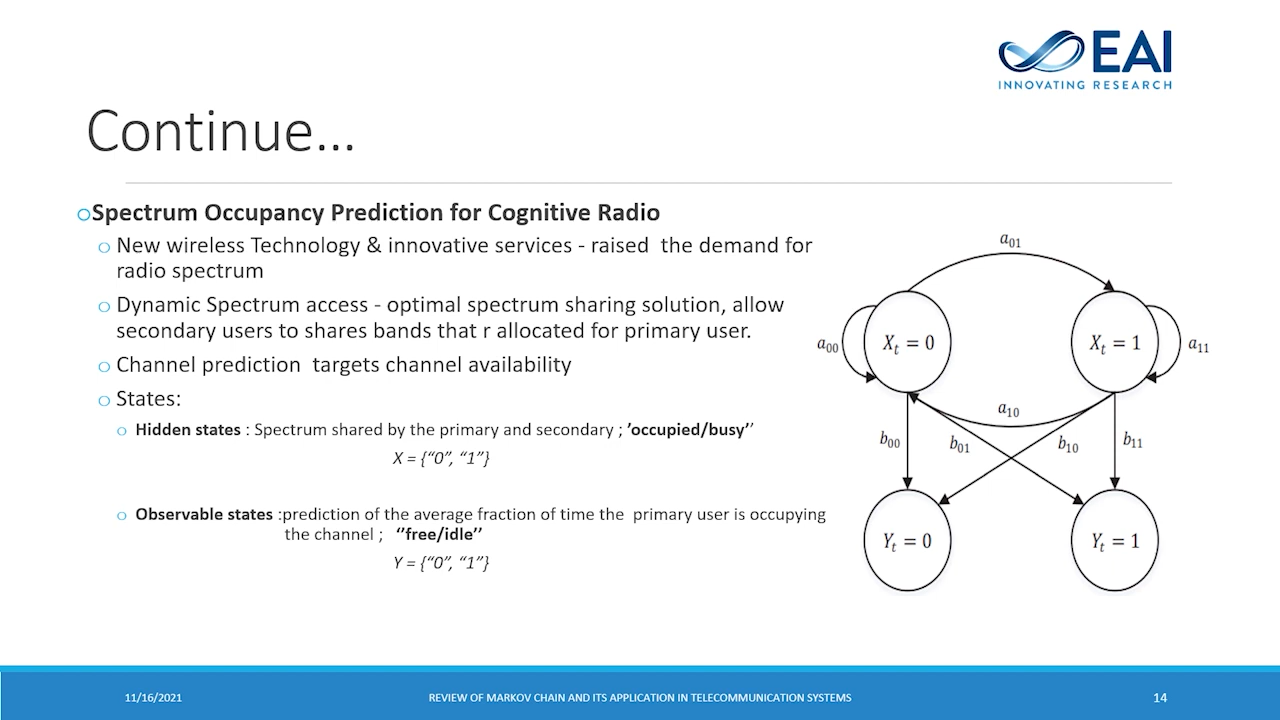 EAI
INNOVATING RESEARCH
Continue…
Spectrum Occupancy Prediction for Cognitive Radio
New wireless Technology & innovative services - raised the demand for
radio spectrum
Dynamic Spectrum access - optimal spectrum sharing solution, allow
secondary users to shares bands that r allocated for primary user.
Channel prediction targets channel availability
States:
Hidden states : Spectrum shared by the primary and secondary ; ’occupied/busy’’
X = {“0”, “1”}
Observable states :prediction of the average fraction of time the primary user is occupying
the channel ; ‘’free/idle’’
Y = {“0”, “1”}
a₀₁
a₀₀
Xₜ = 0
Xₜ = 1
a₁₁
a₁₀
b₀₀
b₀₁
b₁₀
b₁₁
Yₜ = 0
Yₜ = 1
11/16/2021
REVIEW OF MARKOV CHAIN AND ITS APPLICATION IN TELECOMMUNICATION SYSTEMS
14